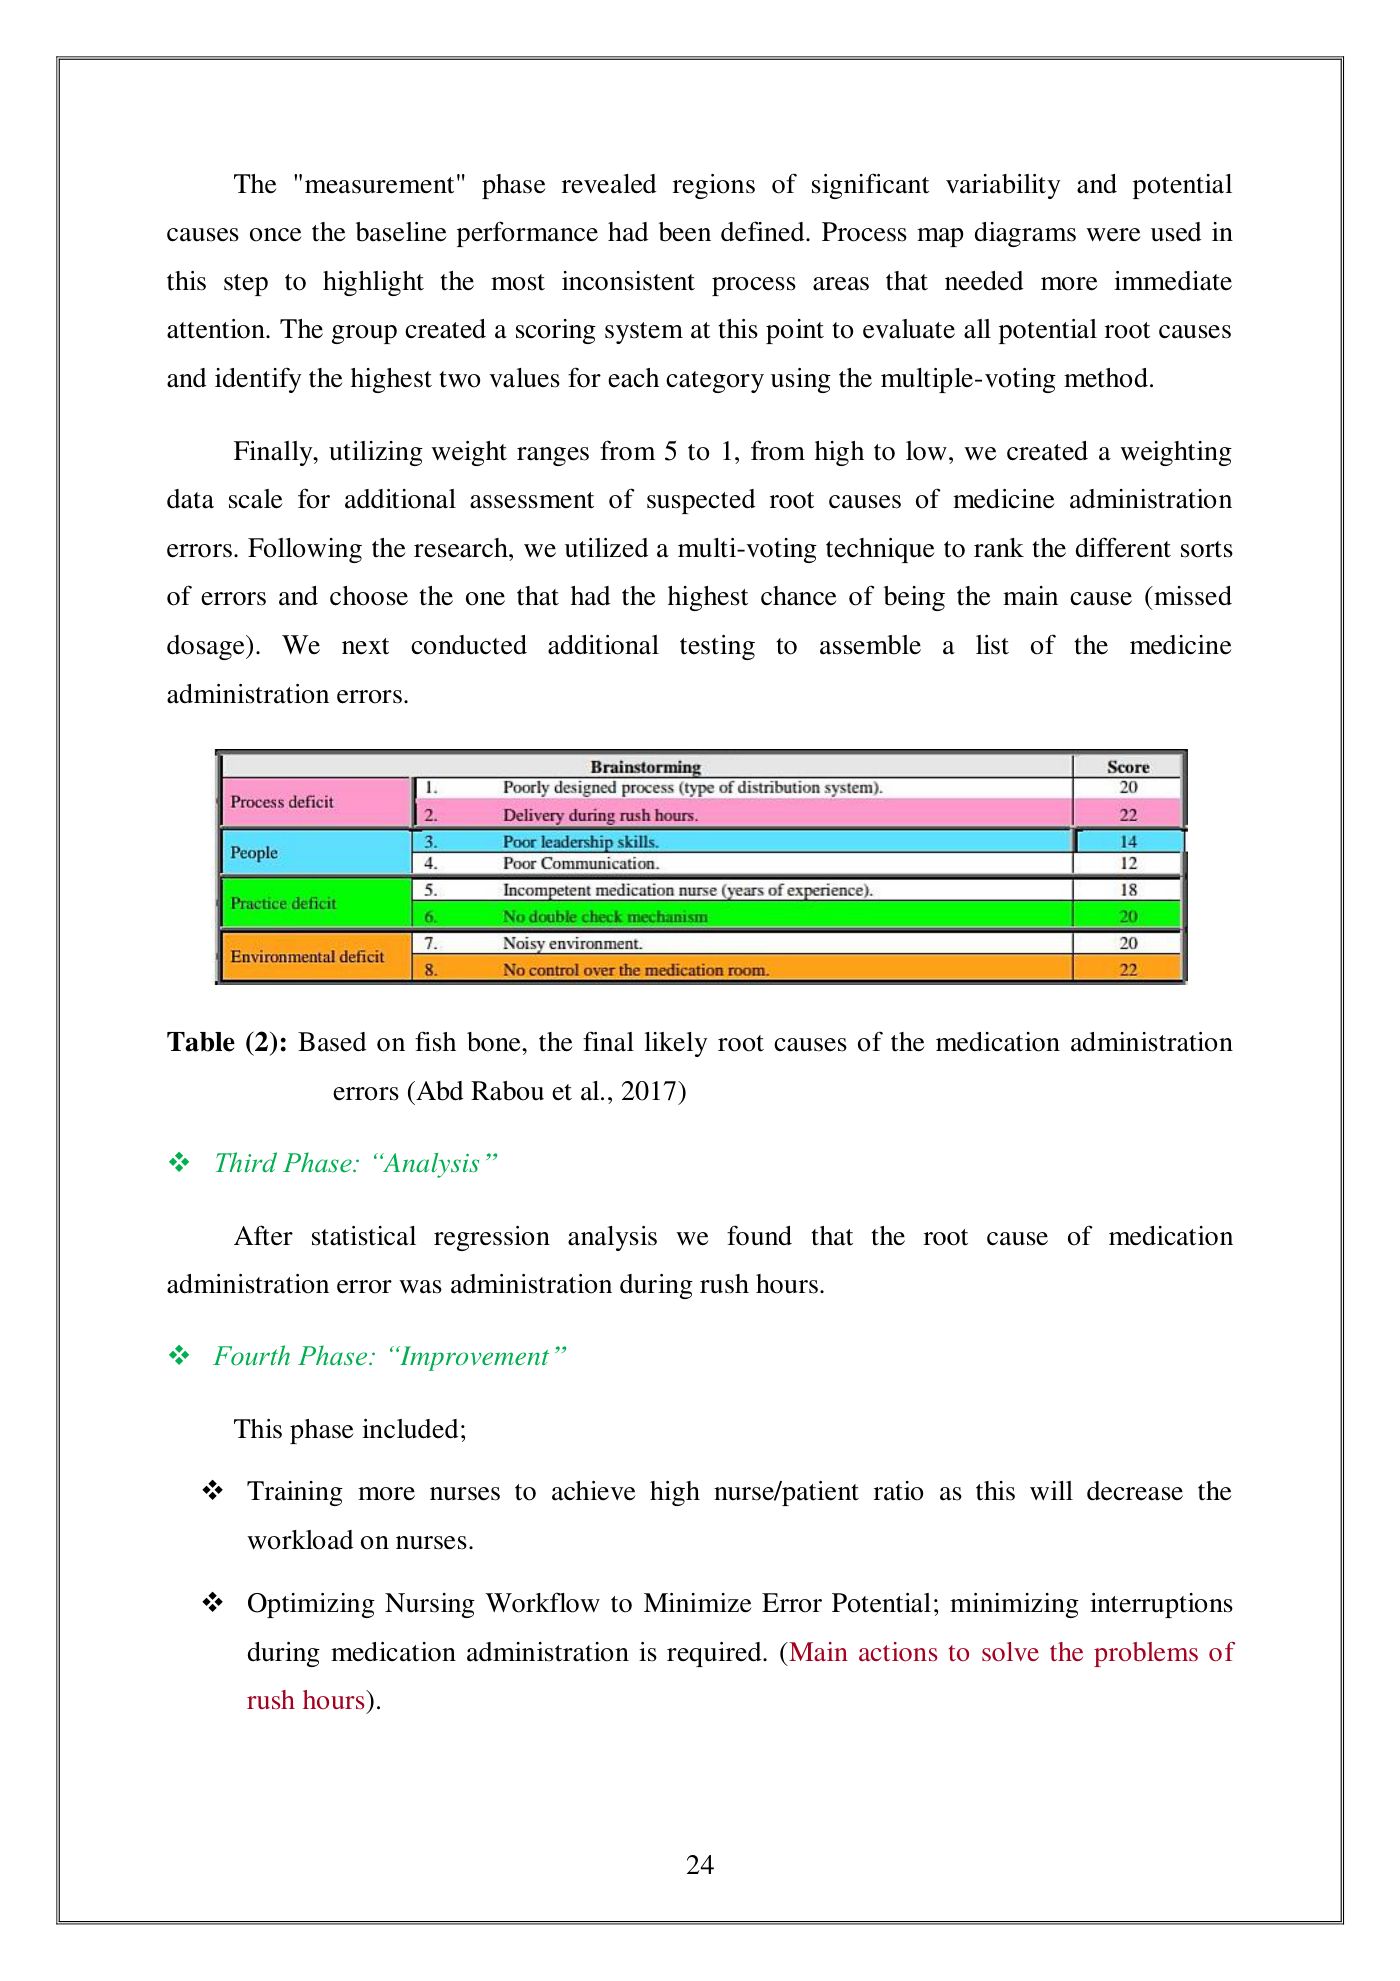 The "measurement" phase revealed regions of significant variability and potential
causes once the baseline performance had been defined. Process map diagrams were used in
this step to highlight the most inconsistent process areas that needed more immediate
attention. The group created a scoring system at this point to evaluate all potential root causes
and identify the highest two values for each category using the multiple-voting method.
Finally, utilizing weight ranges from 5 to 1, from high to low, we created a weighting
data scale for additional assessment of suspected root causes of medicine administration
errors. Following the research, we utilized a multi-voting technique to rank the different sorts
of errors and choose the one that had the highest chance of being the main cause (missed
dosage). We next conducted additional testing to assemble a list of the medicine
administration errors.
Brainstorming Score
Process deficit
1. Poorly designed process (type of distribution system). 20
2. Delivery during rush hours. 22
People
3. Poor leadership skills. 14
4. Poor Communication. 12
Practice deficit
5. Incompetent medication nurse (years of experience). 18
6. No double check mechanism 20
Environmental deficit
7. Noisy environment. 20
8. No control over the medication room. 22
Table (2): Based on fish bone, the final likely root causes of the medication administration
errors (Abd Rabou et al., 2017)
❖ Third Phase: “Analysis”
After statistical regression analysis we found that the root cause of medication
administration error was administration during rush hours.
❖ Fourth Phase: “Improvement”
This phase included;
❖ Training more nurses to achieve high nurse/patient ratio as this will decrease the
workload on nurses.
❖ Optimizing Nursing Workflow to Minimize Error Potential; minimizing interruptions
during medication administration is required. (Main actions to solve the problems of
rush hours).
24